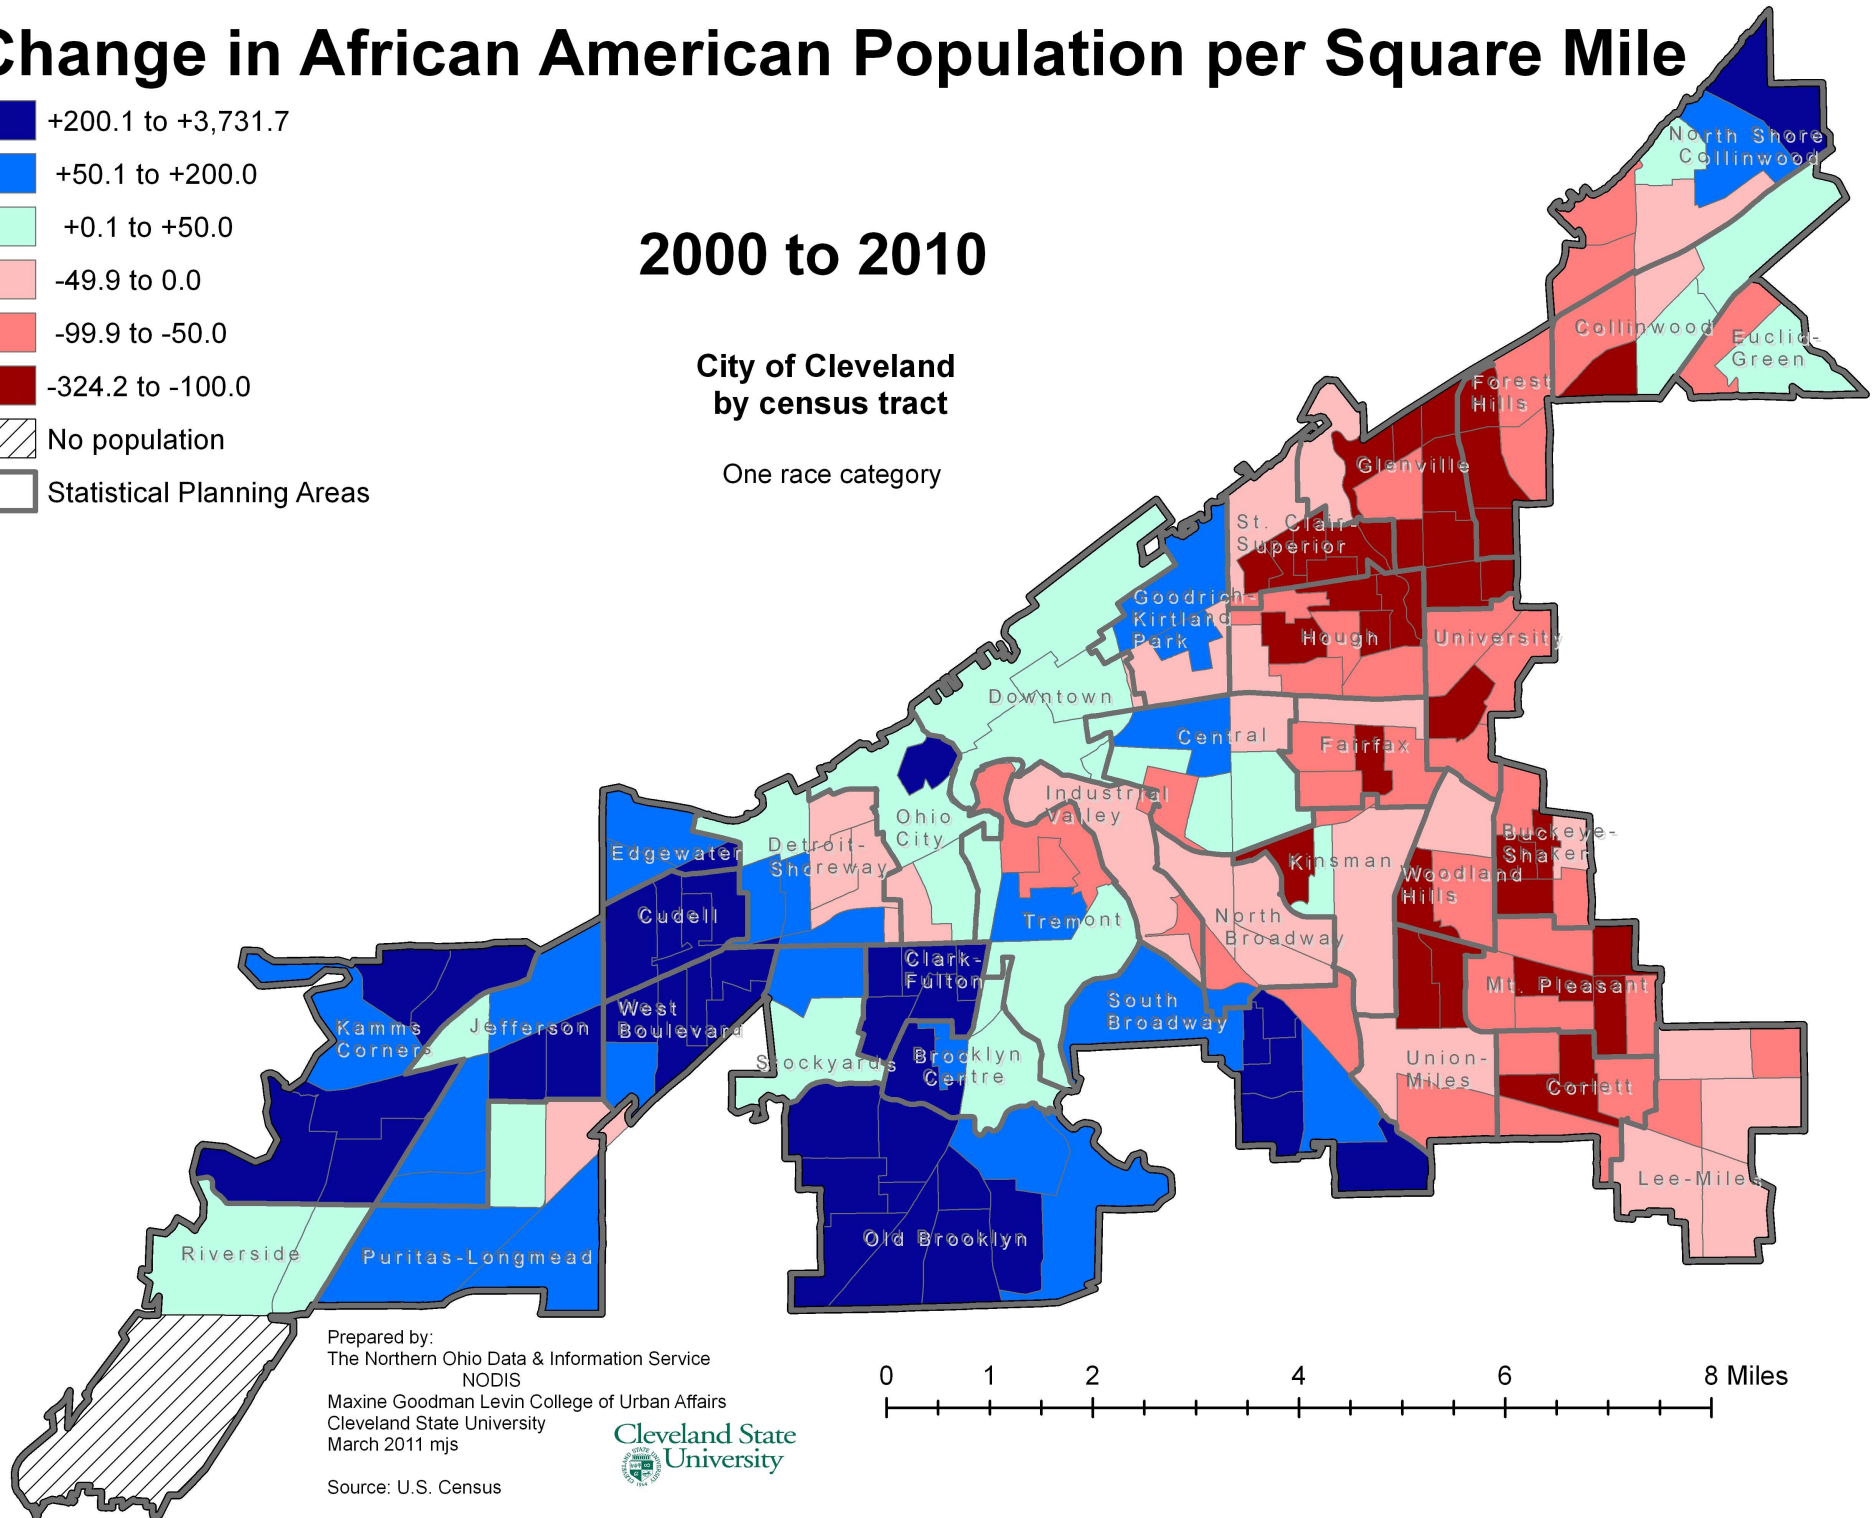 Change in African American Population per Square Mile
+200.1 to +3,731.7
+50.1 to +200.0
+0.1 to +50.0
-49.9 to 0.0
-99.9 to -50.0
-324.2 to -100.0
No population
Statistical Planning Areas
2000 to 2010
City of Cleveland
by census tract
One race category
North Shore
Collinwood
Collinwood
Euclid-
Green
Forest
Hills
Glenville
St. Clair-
Superior
Goodrich-
Kirtland
Park
Hough
University
Downtown
Central
Fairfax
Industrial
Valley
Ohio
City
Detroit-
Shoreway
Edgewater
Buckeye-
Shaker
Kinsman
Woodland
Hills
Cudell
Tremont
North
Broadway
Clark-
Fulton
Mt. Pleasant
South
Broadway
West
Boulevard
Jefferson
Kamms
Corners
Stockyards
Brooklyn
Centre
Union-
Miles
Corlett
Lee-Miles
Old Brooklyn
Riverside
Puritas-Longmead
Prepared by:
The Northern Ohio Data & Information Service
NODIS
Maxine Goodman Levin College of Urban Affairs
Cleveland State University
March 2011 mjs
Source: U.S. Census
Cleveland State
University
0 1 2 4 6 8 Miles